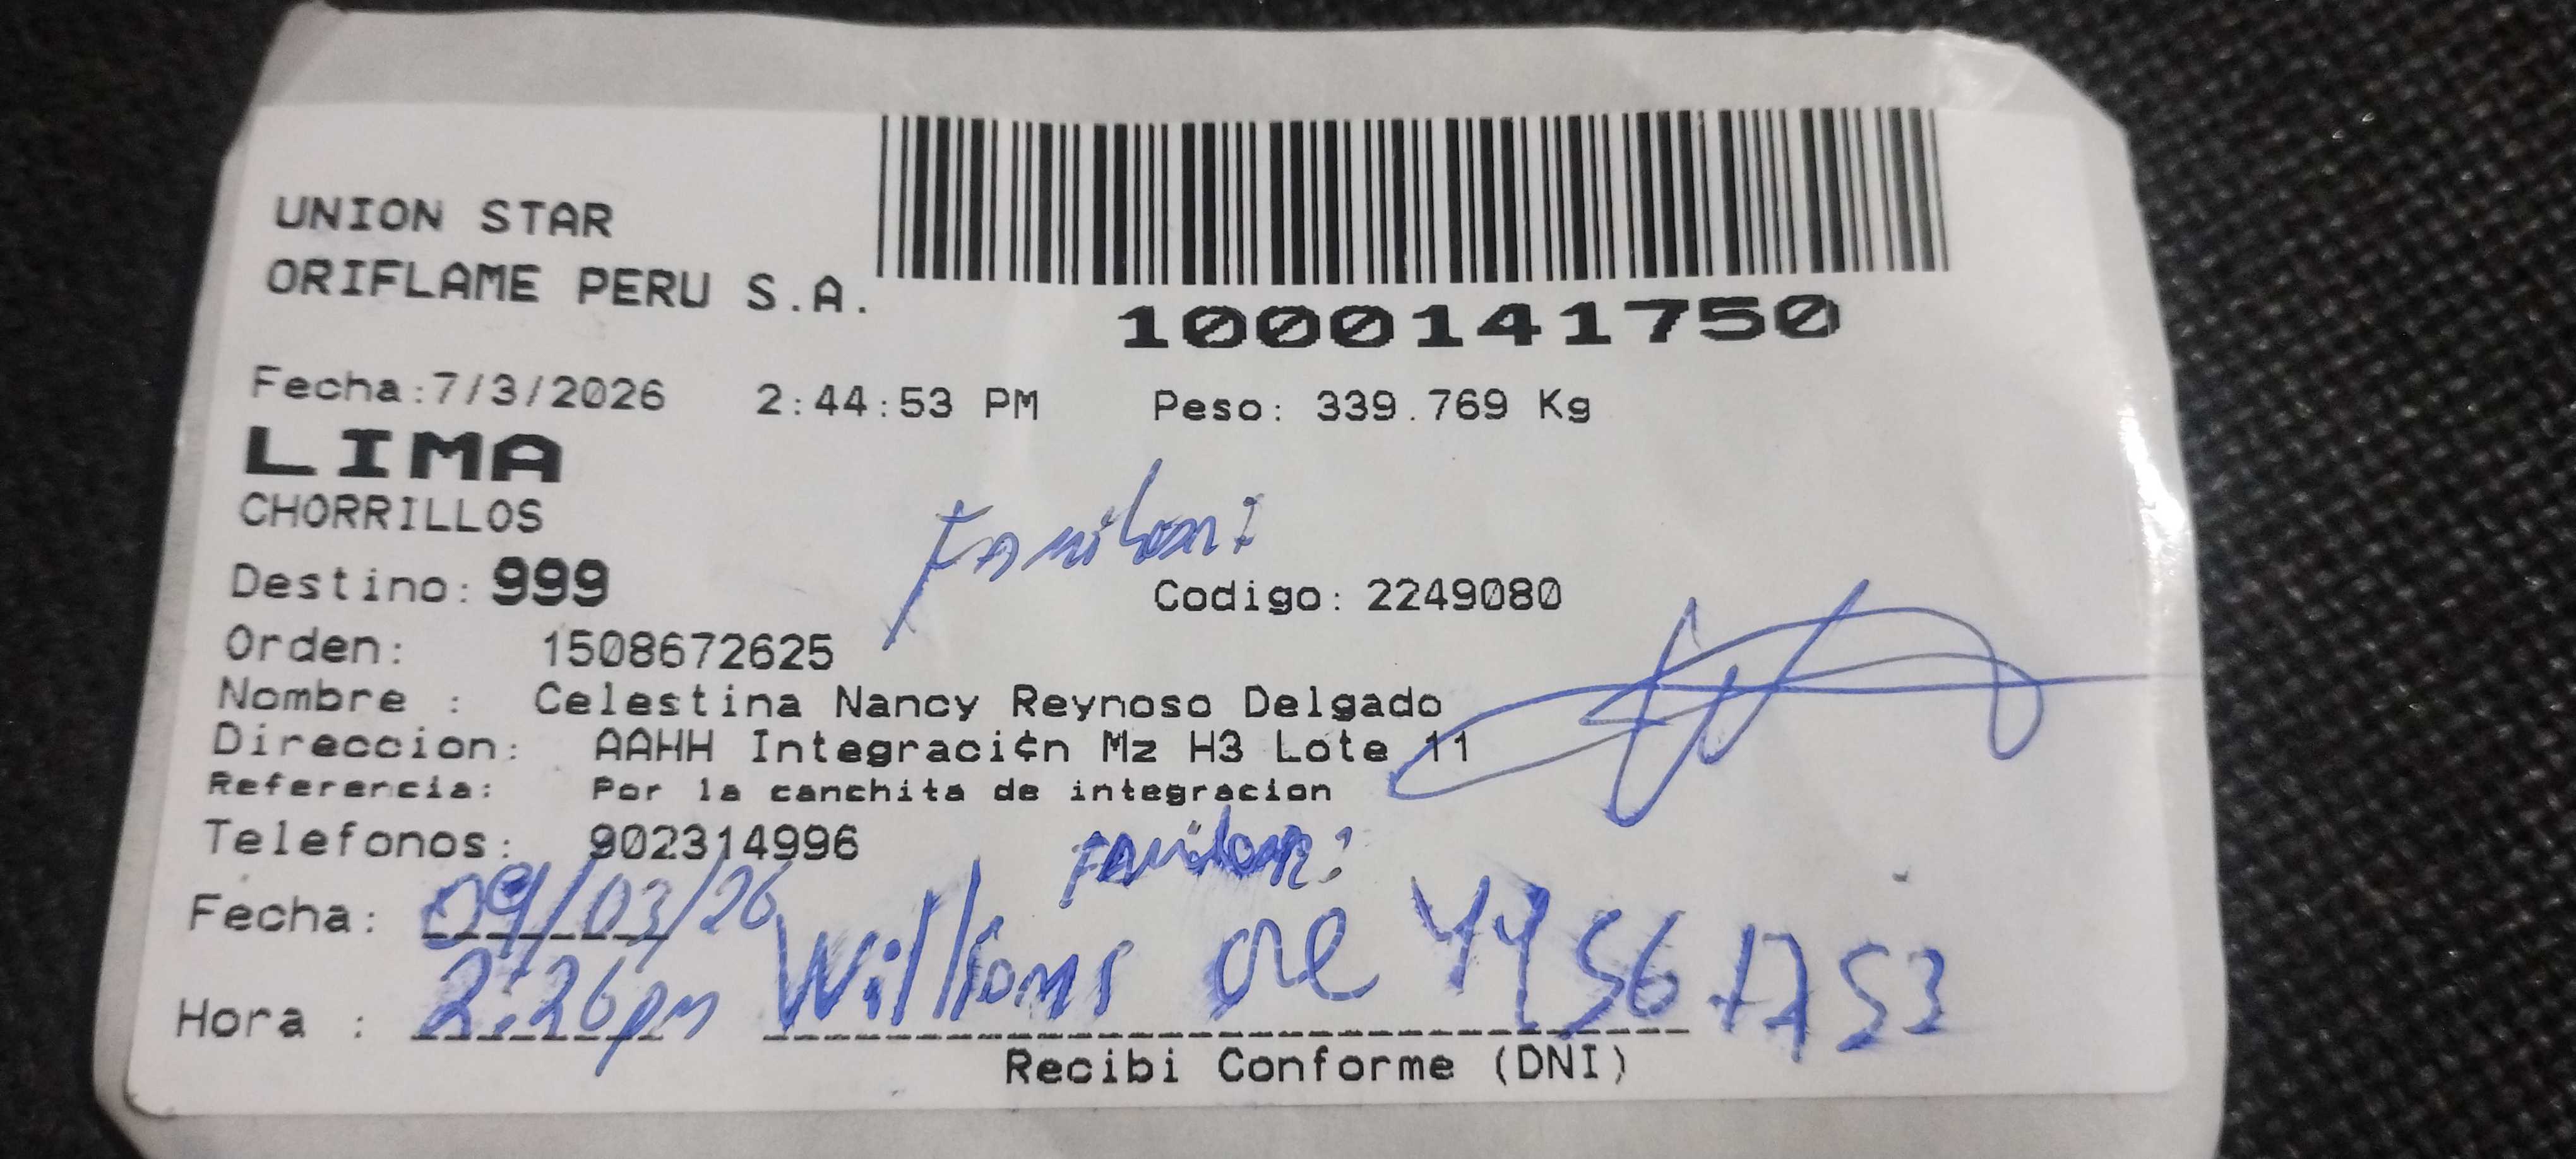 UNION STAR
ORIFLAME PERU S.A.
1000141750
Fecha:7/3/2026 2:44:53 PM Peso: 339.769 Kg
LIMA
CHORRILLOS
Destino: 999
Codigo: 2249080
Orden: 1508672625
Nombre : Celestina Nancy Reynoso Delgado
Direccion: AAHH Integraci¢n Mz H3 Lote 11
Referencia: Por la canchita de integracion
Telefonos: 902314996
Fecha: 09/03/26
Hora : 2:26pm Williams
Recibi Conforme (DNI)